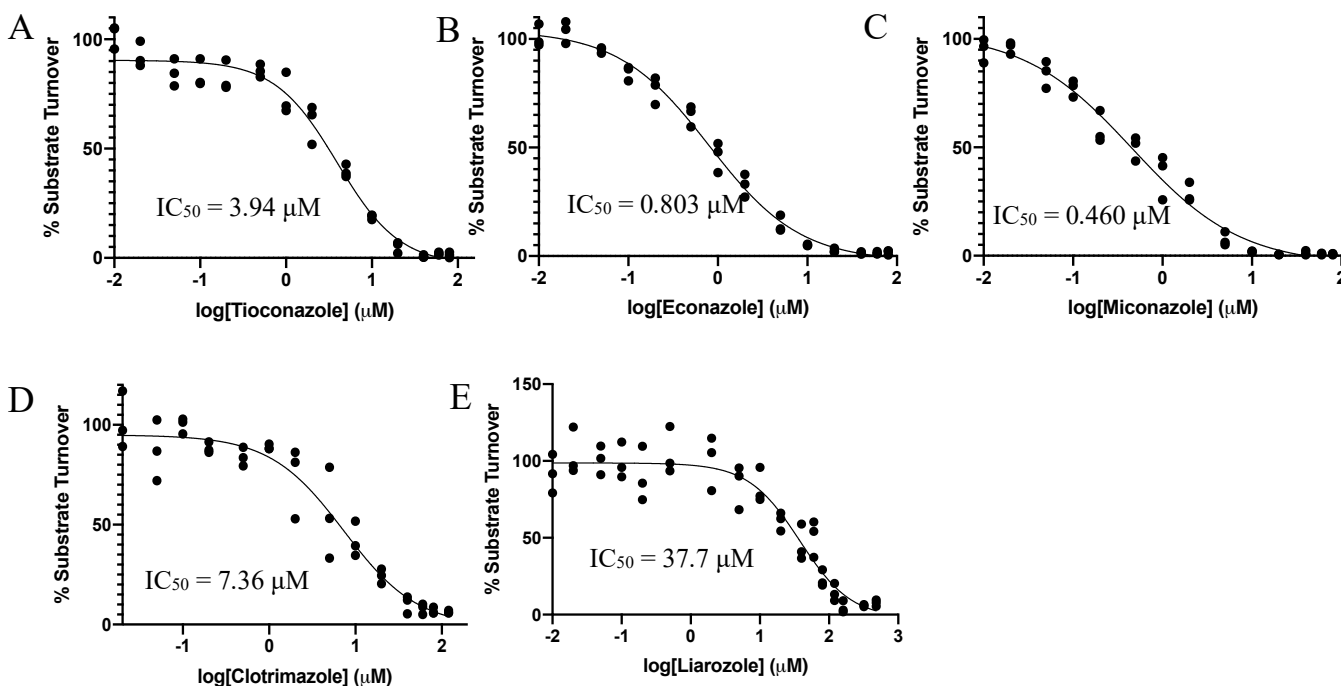 A
% Substrate Turnover
100
50
0
IC50 = 3.94 μM
-2 -1 0 1 2
log[Tioconazole] (μM)
B
% Substrate Turnover
100
50
0
IC50 = 0.803 μM
-2 -1 0 1 2
log[Econazole] (μM)
C
% Substrate Turnover
100
50
0
IC50 = 0.460 μM
-2 -1 0 1 2
log[Miconazole] (μM)
D
% Substrate Turnover
100
50
0
IC50 = 7.36 μM
-1 0 1 2
log[Clotrimazole] (μM)
E
% Substrate Turnover
150
100
50
0
IC50 = 37.7 μM
-2 -1 0 1 2 3
log[Liarozole] (μM)